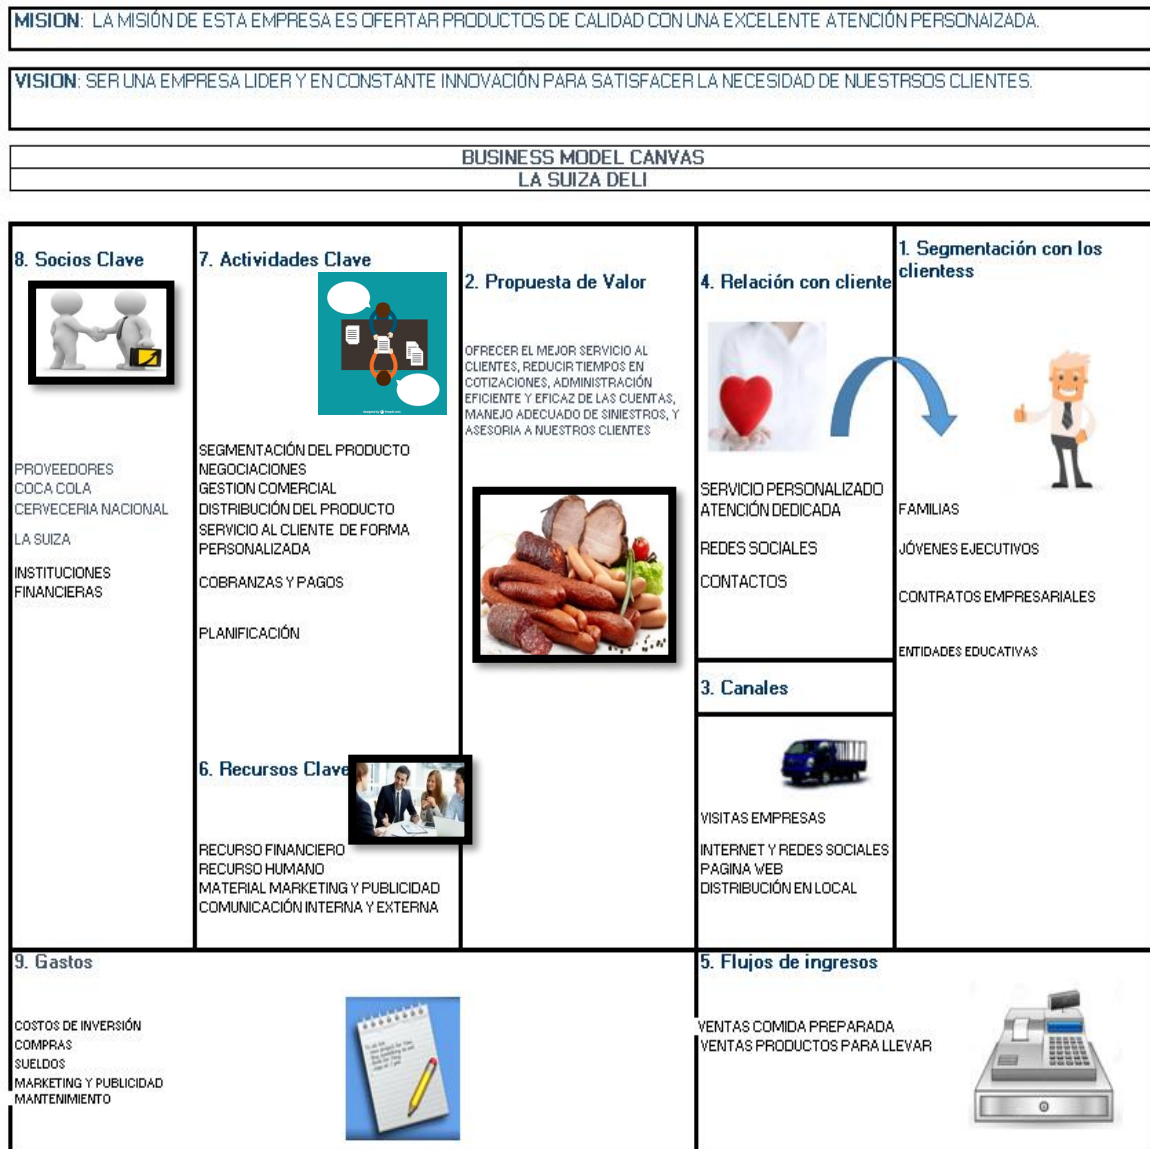 MISION: LA MISIÓN DE ESTA EMPRESA ES OFERTAR PRODUCTOS DE CALIDAD CON UNA EXCELENTE ATENCIÓN PERSONAIZADA.
VISION: SER UNA EMPRESA LIDER Y EN CONSTANTE INNOVACIÓN PARA SATISFACER LA NECESIDAD DE NUESTRSOS CLIENTES.
BUSINESS MODEL CANVAS
LA SUIZA DELI
8. Socios Clave
PROVEEDORES
COCA COLA
CERVECERIA NACIONAL
LA SUIZA
INSTITUCIONES
FINANCIERAS
7. Actividades Clave
SEGMENTACIÓN DEL PRODUCTO
NEGOCIACIONES
GESTION COMERCIAL
DISTRIBUCIÓN DEL PRODUCTO
SERVICIO AL CLIENTE DE FORMA
PERSONALIZADA
COBRANZAS Y PAGOS
PLANIFICACIÓN
6. Recursos Clave
RECURSO FINANCIERO
RECURSO HUMANO
MATERIAL MARKETING Y PUBLICIDAD
COMUNICACIÓN INTERNA Y EXTERNA
2. Propuesta de Valor
OFRECER EL MEJOR SERVICIO AL
CLIENTES, REDUCIR TIEMPOS EN
COTIZACIONES, ADMINISTRACIÓN
EFICIENTE Y EFICAZ DE LAS CUENTAS,
MANEJO ADECUADO DE SINIESTROS, Y
ASESORIA A NUESTROS CLIENTES
4. Relación con cliente
SERVICIO PERSONALIZADO
ATENCIÓN DEDICADA
REDES SOCIALES
CONTACTOS
3. Canales
VISITAS EMPRESAS
INTERNET Y REDES SOCIALES
PAGINA WEB
DISTRIBUCIÓN EN LOCAL
1. Segmentación con los
clientess
FAMILIAS
JÓVENES EJECUTIVOS
CONTRATOS EMPRESARIALES
ENTIDADES EDUCATIVAS
9. Gastos
COSTOS DE INVERSIÓN
COMPRAS
SUELDOS
MARKETING Y PUBLICIDAD
MANTENIMIENTO
5. Flujos de ingresos
VENTAS COMIDA PREPARADA
VENTAS PRODUCTOS PARA LLEVAR